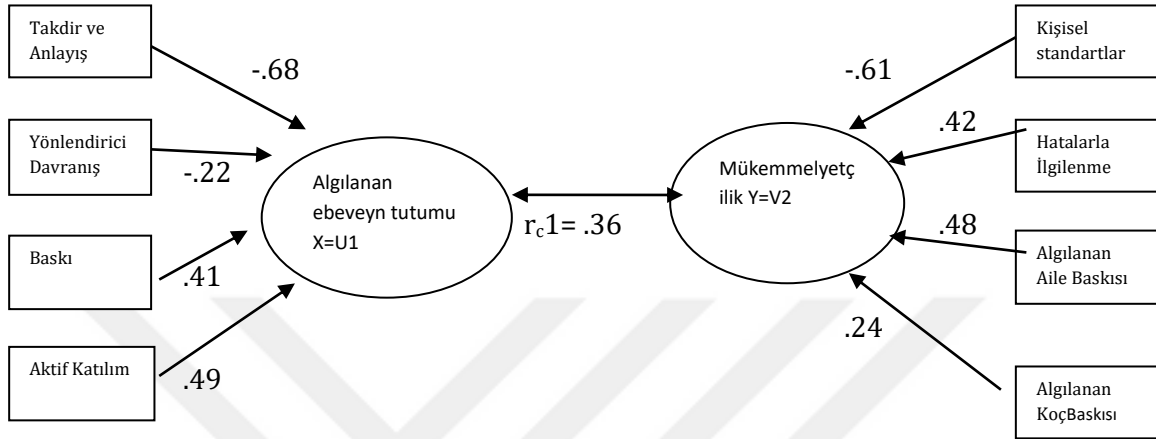 Takdir ve
Anlayış
-.68
Yönlendirici
Davranış
-.22
Baskı
.41
Aktif Katılım
.49
Algılanan
ebeveyn tutumu
X=U1
r_c1= .36
Mükemmelyetç
ilik Y=V2
-.61
Kişisel
standartlar
.42
Hatalarla
İlgilenme
.48
Algılanan
Aile Baskısı
.24
Algılanan
KoçBaskısı